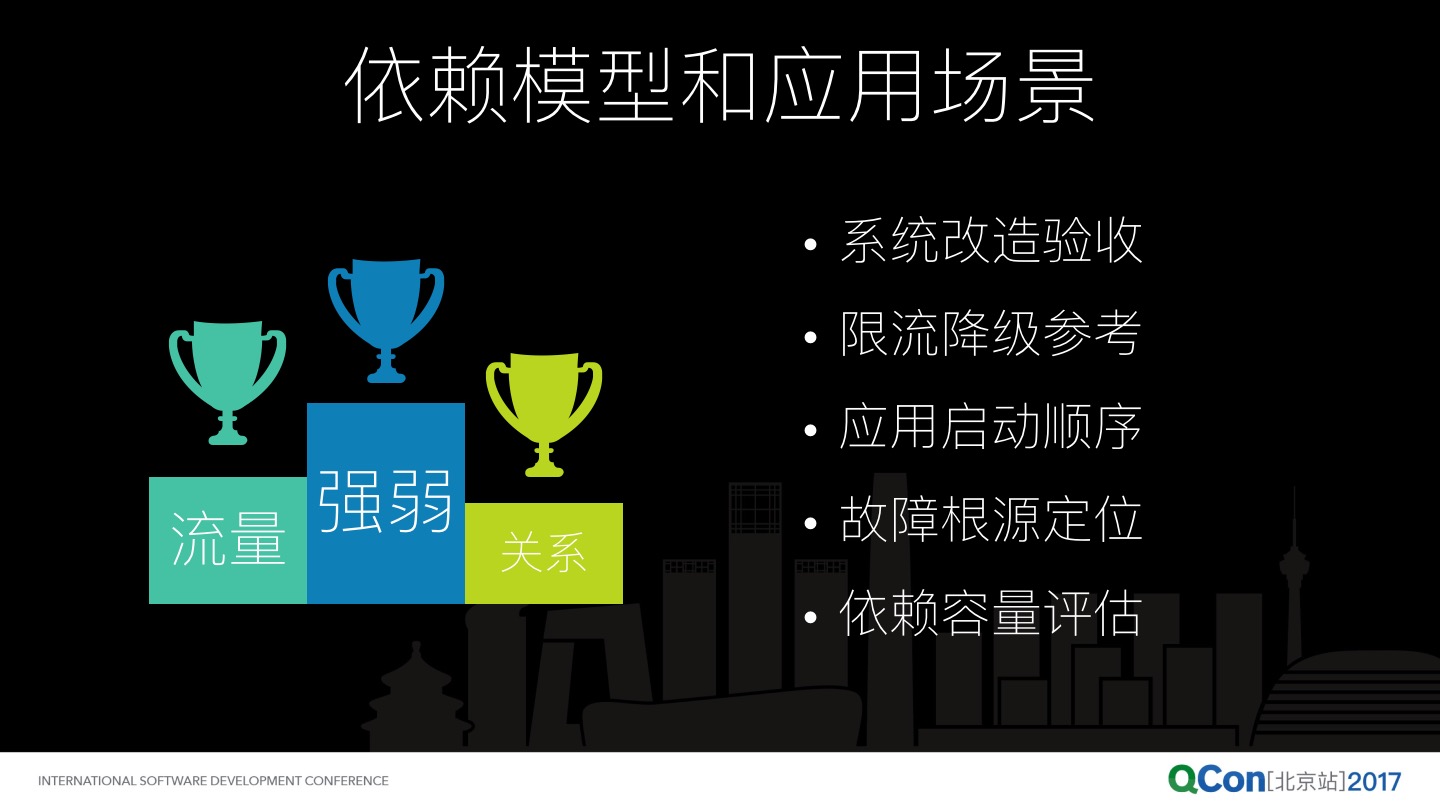 依赖模型和应用场景
流量
强弱
关系
• 系统改造验收
• 限流降级参考
• 应用启动顺序
• 故障根源定位
• 依赖容量评估
INTERNATIONAL SOFTWARE DEVELOPMENT CONFERENCE
QCon[北京站]2017